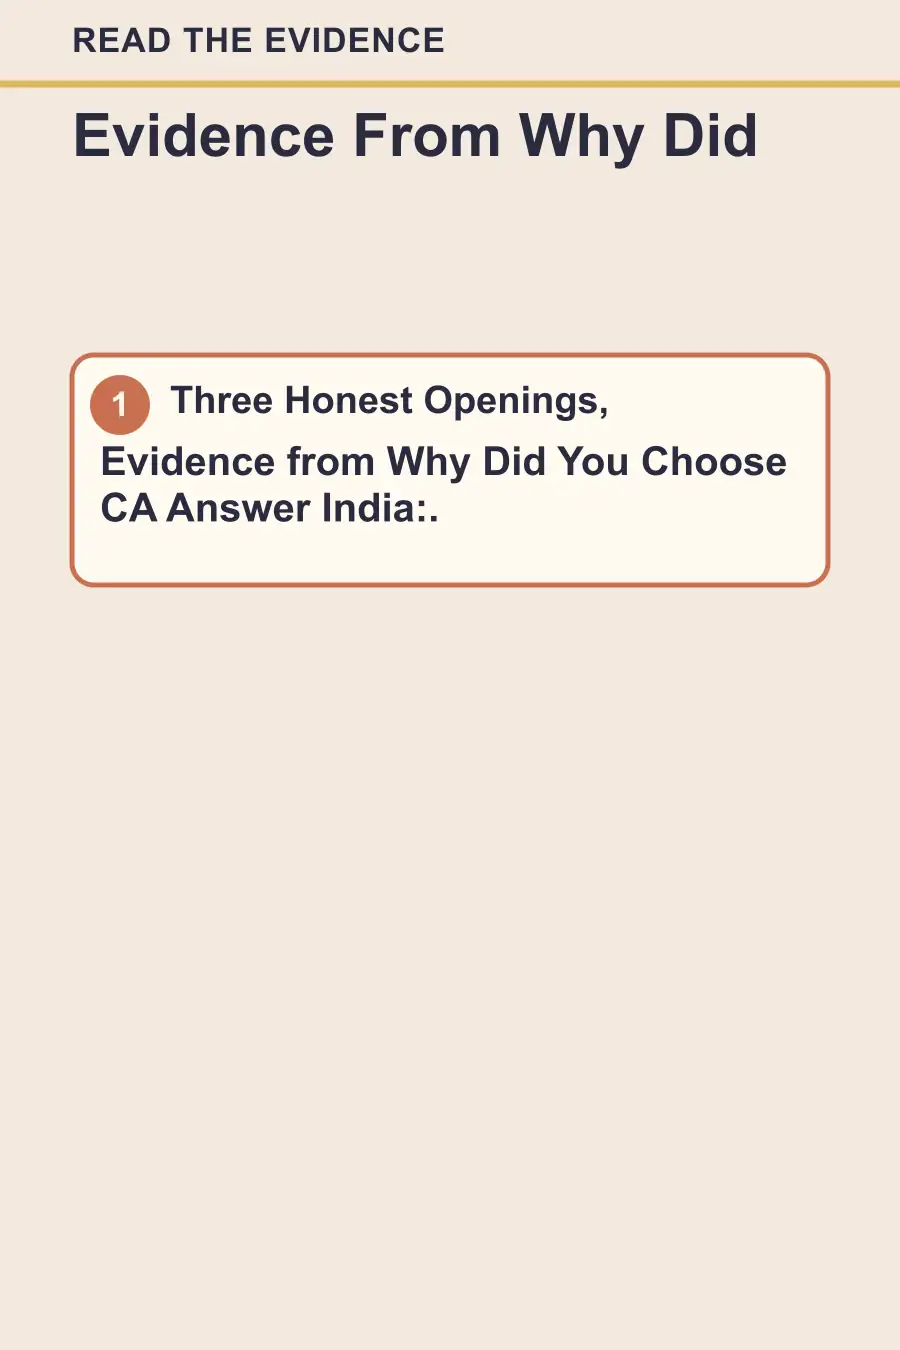 READ THE EVIDENCE
Evidence From Why Did
1 Three Honest Openings,
Evidence from Why Did You Choose
CA Answer India:.